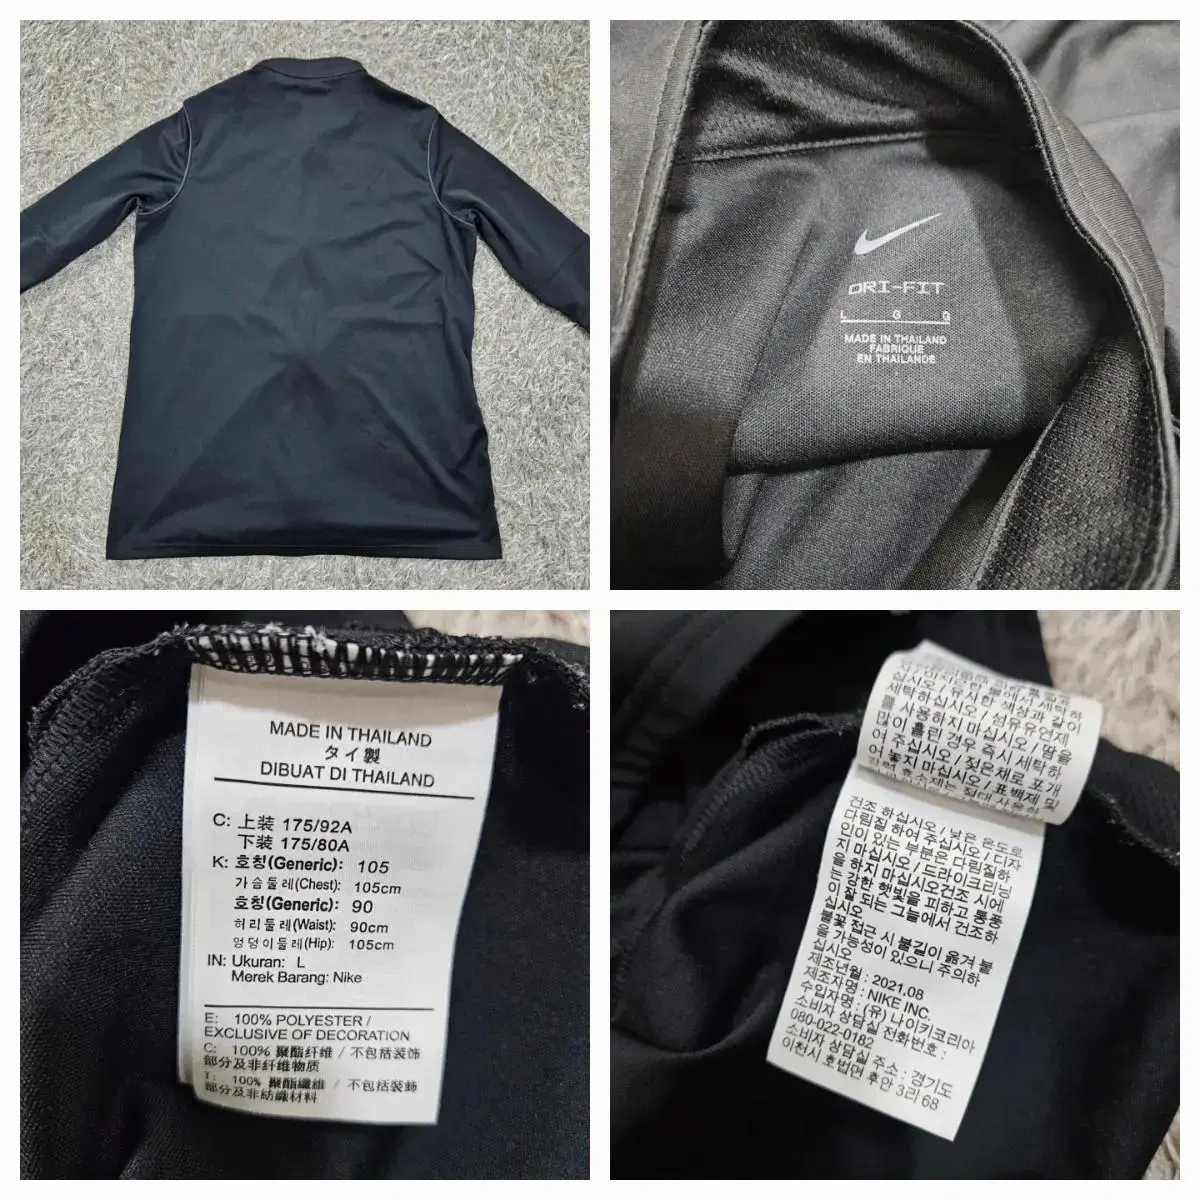 DRI-FIT
L G G
MADE IN THAILAND
FABRIQUE
EN THAILANDE
MADE IN THAILAND
タイ製
DIBUAT DI THAILAND
C: 上装 175/92A
下装 175/80A
K: 호칭(Generic): 105
가슴둘레(Chest): 105cm
호칭(Generic): 90
허리둘레(Waist): 90cm
엉덩이둘레(Hip): 105cm
IN: Ukuran: L
Merek Barang: Nike
E: 100% POLYESTER /
EXCLUSIVE OF DECORATION
C: 100% 聚酯纤维 / 不包括装饰
部分及非纤维物质
T: 100% 聚酯纖維 / 不包括裝飾
部分及非紡織材料
십시오 / 유사한 색상과 같이
세탁하십시오 / 섬유유연제
를 사용하지 마십시오 / 땀을
많이 흘린 경우 즉시 세탁하
여 주십시오 / 젖은채로 포개
어 놓지 마십시오 / 표백제 및
건조 하십시오 / 낮은 온도로
다림질 하여 주십시오 / 디자
인이 있는 부분은 다림질하
지 마십시오 / 드라이크리닝
을 하지 마십시오건조 시에
는 강한 햇빛을 피하고 통풍
이 잘 되는 그늘에서 건조하
십시오
불꽃 접근 시 불길이 옮겨 붙
을 가능성이 있으니 주의하
십시오
제조년월 : 2021.08
제조자명 : NIKE INC.
수입자명 : (유) 나이키코리아
소비자 상담실 전화번호 :
080-022-0182
소비자 상담실 주소 : 경기도
이천시 호법면 후안 3리 68